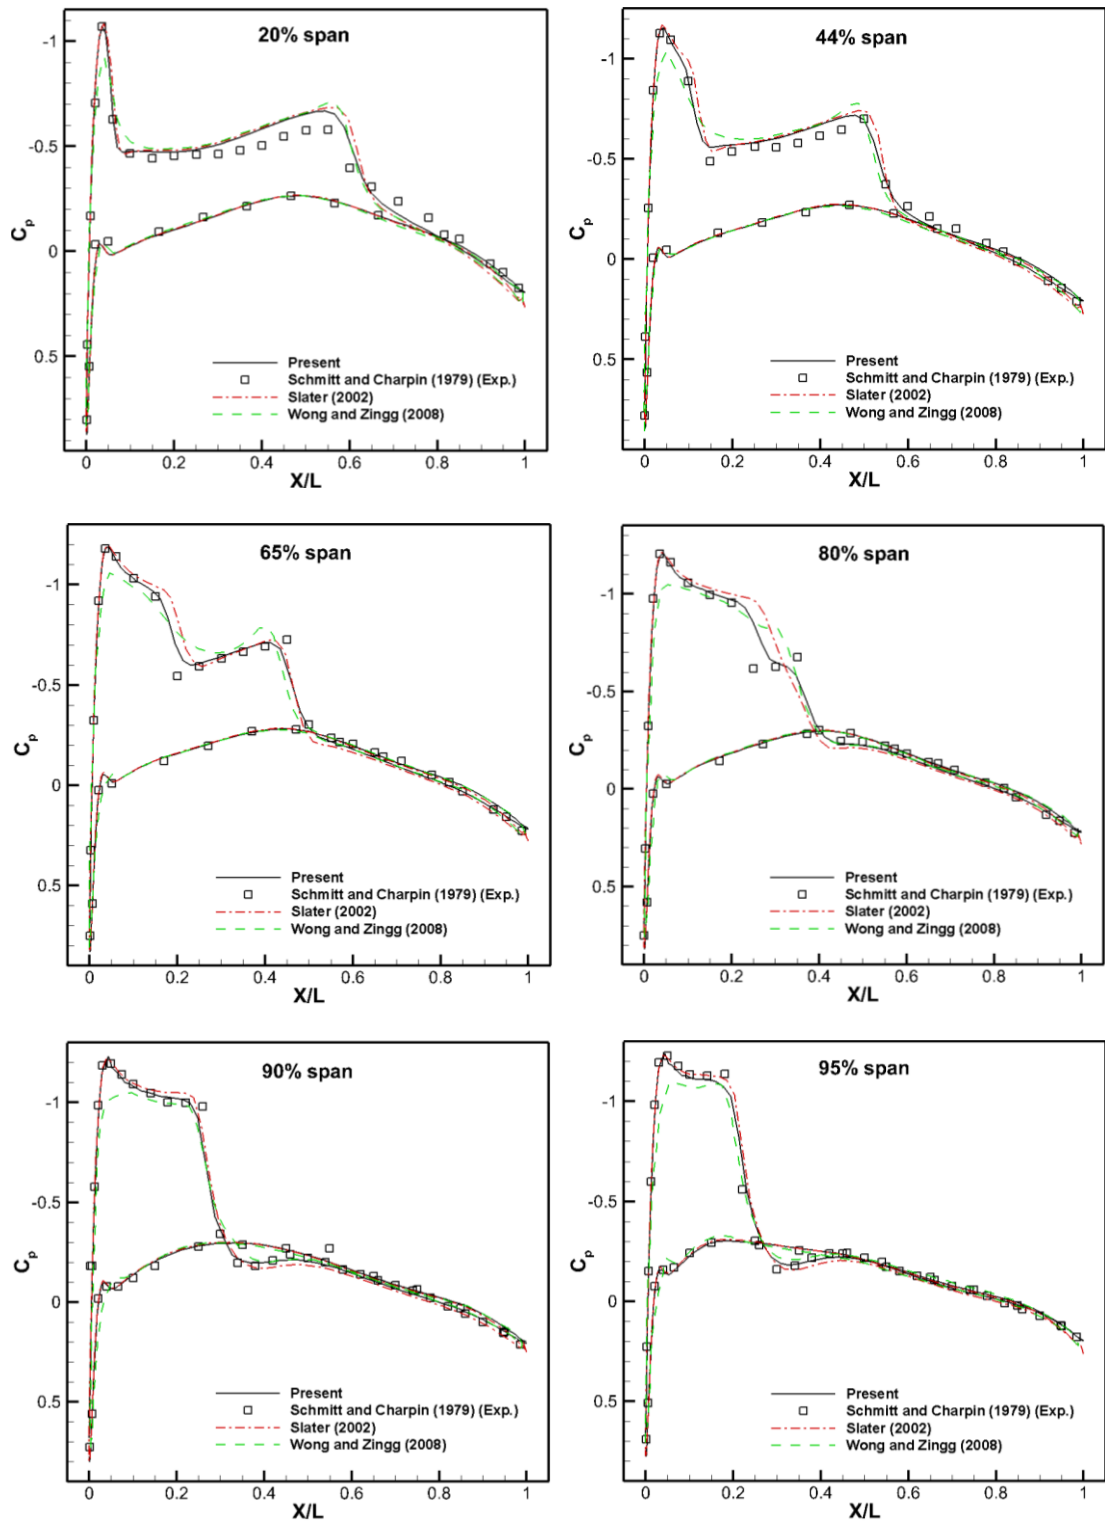 20% span
-1
-0.5
0
0.5
Cp
Present
Schmitt and Charpin (1979) (Exp.)
Slater (2002)
Wong and Zingg (2008)
0 0.2 0.4 0.6 0.8 1
X/L
44% span
-1
-0.5
0
0.5
Cp
Present
Schmitt and Charpin (1979) (Exp.)
Slater (2002)
Wong and Zingg (2008)
0 0.2 0.4 0.6 0.8 1
X/L
65% span
-1
-0.5
0
0.5
Cp
Present
Schmitt and Charpin (1979) (Exp.)
Slater (2002)
Wong and Zingg (2008)
0 0.2 0.4 0.6 0.8 1
X/L
80% span
-1
-0.5
0
0.5
Cp
Present
Schmitt and Charpin (1979) (Exp.)
Slater (2002)
Wong and Zingg (2008)
0 0.2 0.4 0.6 0.8 1
X/L
90% span
-1
-0.5
0
0.5
Cp
Present
Schmitt and Charpin (1979) (Exp.)
Slater (2002)
Wong and Zingg (2008)
0 0.2 0.4 0.6 0.8 1
X/L
95% span
-1
-0.5
0
0.5
Cp
Present
Schmitt and Charpin (1979) (Exp.)
Slater (2002)
Wong and Zingg (2008)
0 0.2 0.4 0.6 0.8 1
X/L